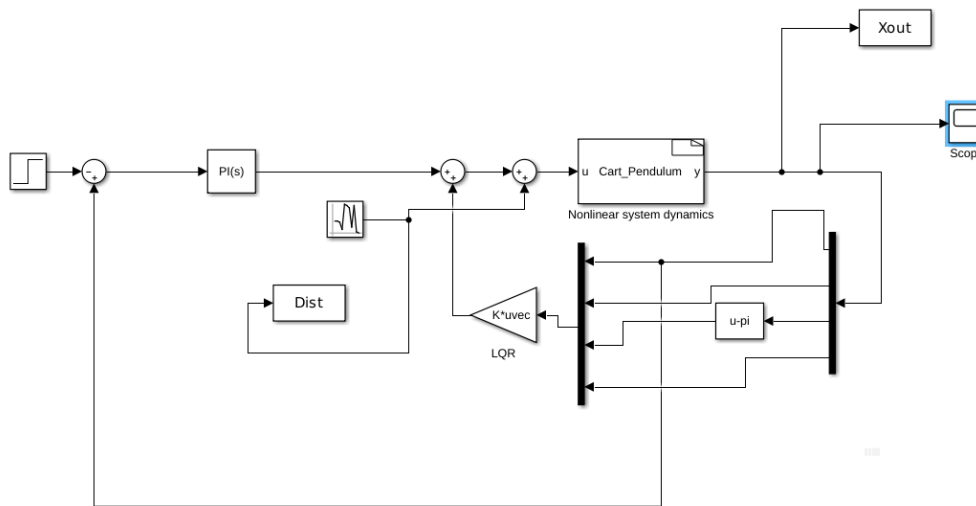 Xout
Scop
PI(s)
u Cart_Pendulum y
Nonlinear system dynamics
Dist
K*uvec
u-pi
LQR